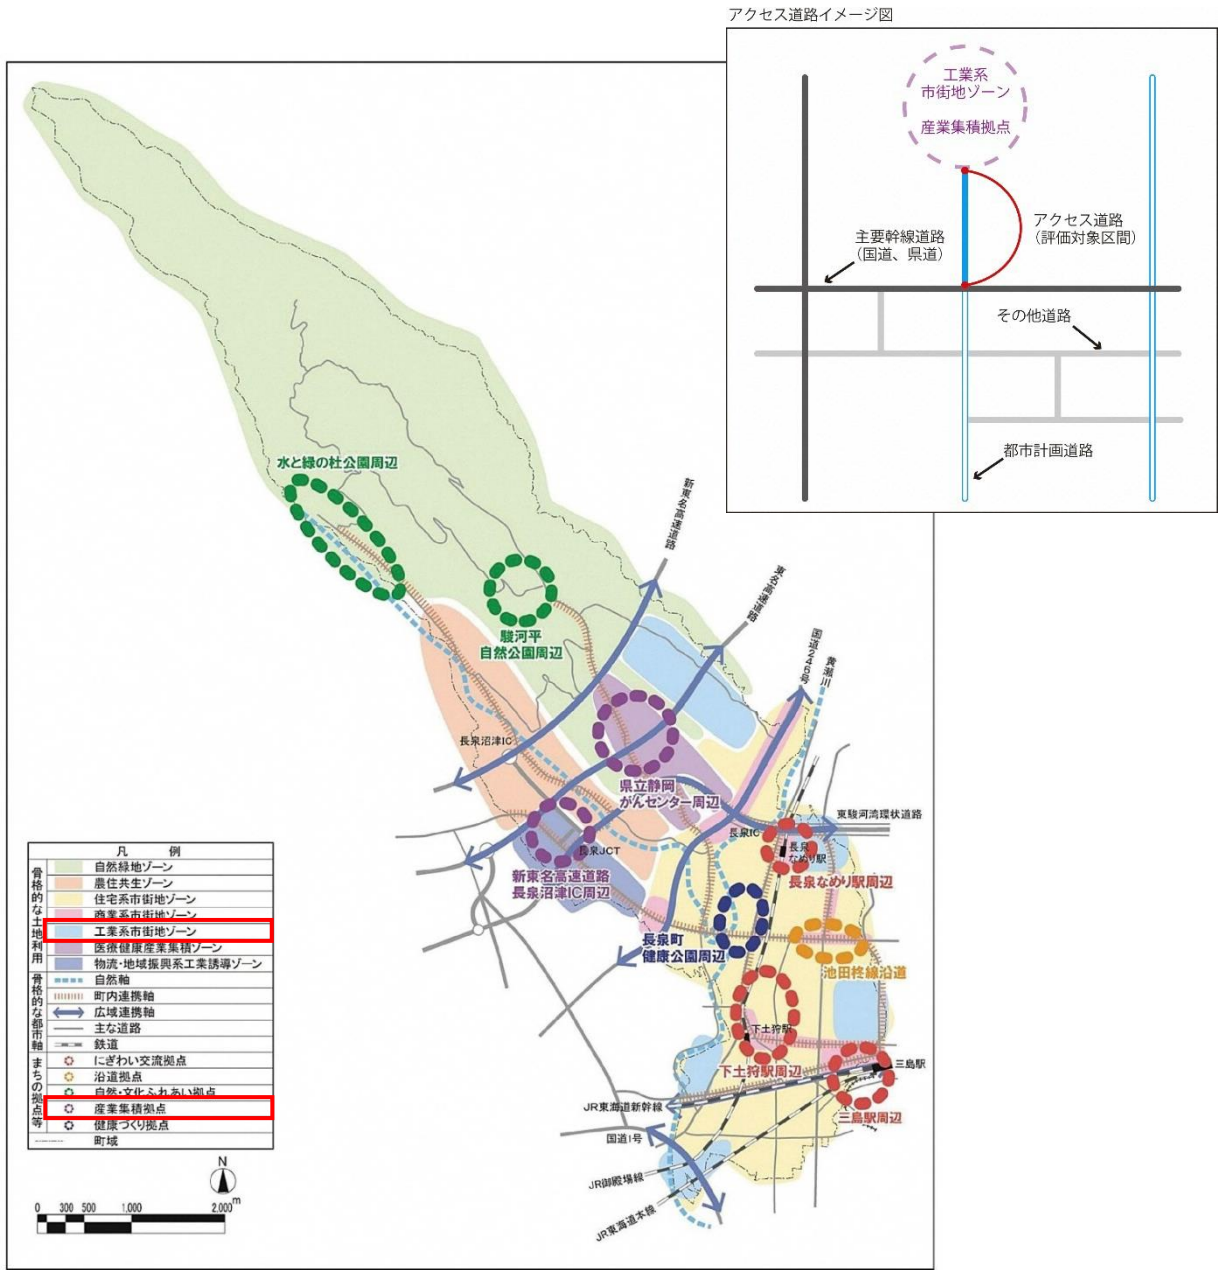 アクセス道路イメージ図
工業系
市街地ゾーン
産業集積拠点
主要幹線道路
（国道、県道）
アクセス道路
（評価対象区間）
その他道路
都市計画道路
水と緑の杜公園周辺
新東名高速道路
東名高速道路
国道246号
黄瀬川
駿河平
自然公園周辺
長泉沼津IC
県立静岡
がんセンター周辺
東駿河湾環状道路
長泉IC
長泉
なめり駅
長泉なめり駅周辺
長泉JCT
新東名高速道路
長泉沼津IC周辺
長泉町
健康公園周辺
池田柊線沿道
下土狩駅
下土狩駅周辺
三島駅
三島駅周辺
JR東海道新幹線
国道1号
JR御殿場線
JR東海道本線
凡 例
骨格的な土地利用
自然緑地ゾーン
農住共生ゾーン
住宅系市街地ゾーン
商業系市街地ゾーン
工業系市街地ゾーン
医療健康産業集積ゾーン
物流・地域振興系工業誘導ゾーン
骨格的な都市軸
自然軸
町内連携軸
広域連携軸
主な道路
鉄道
まちの拠点等
にぎわい交流拠点
沿道拠点
自然・文化ふれあい拠点
産業集積拠点
健康づくり拠点
町域
N
0 300 500 1,000 2,000 m